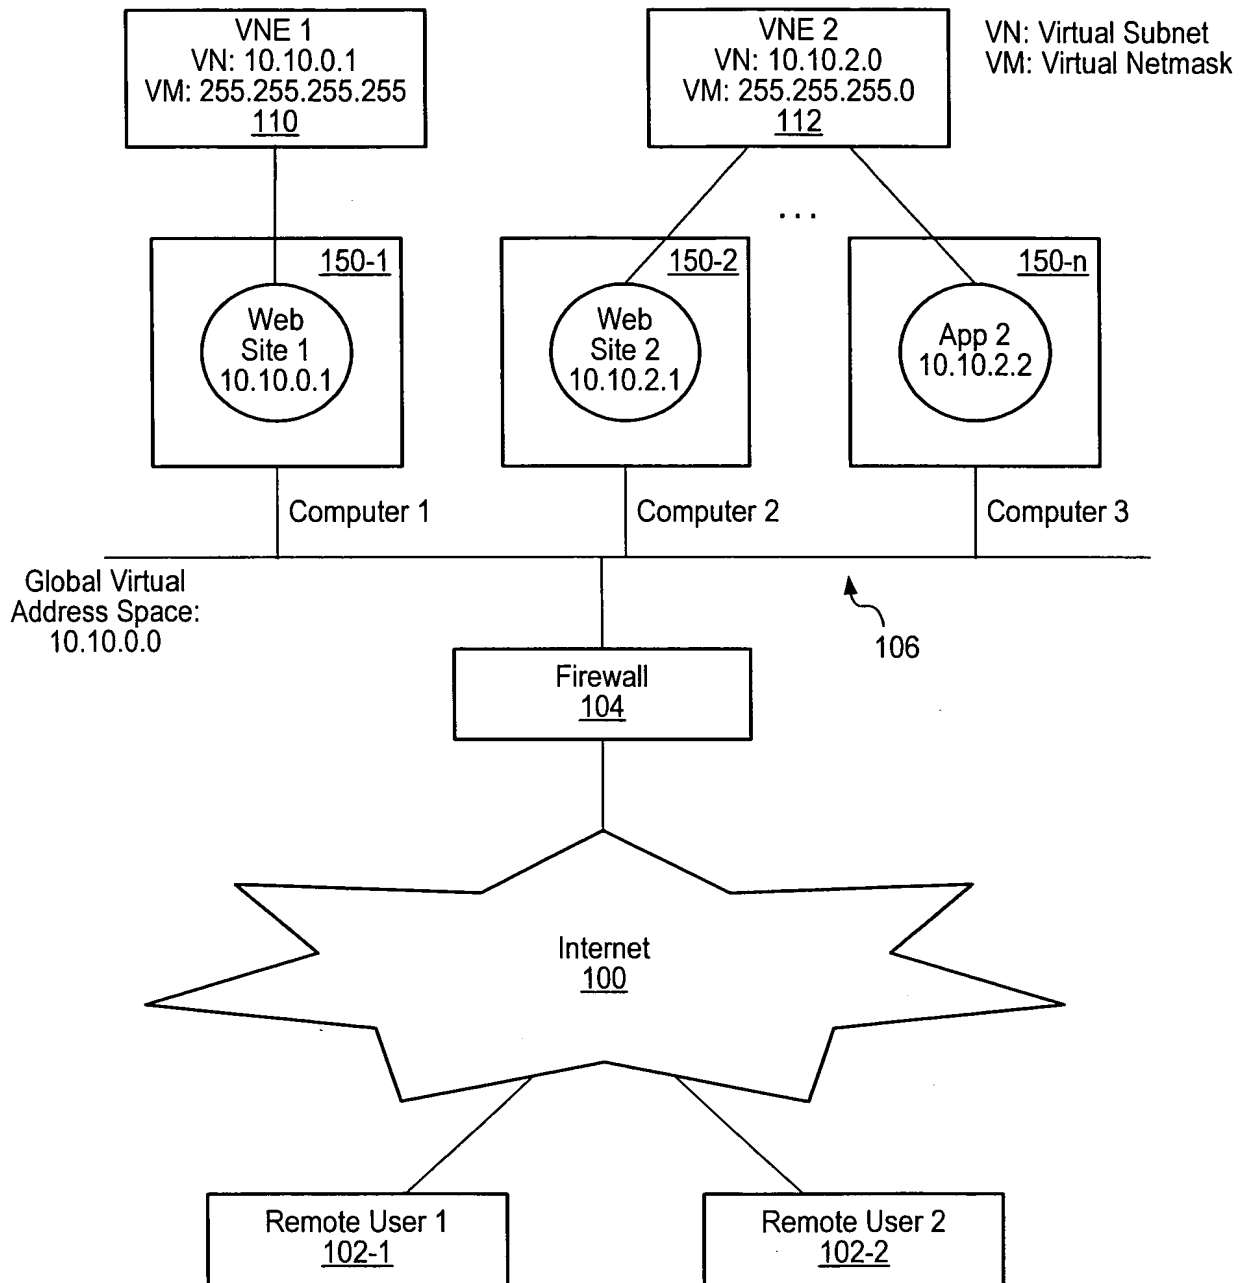 VNE 1
VN: 10.10.0.1
VM: 255.255.255.255
110
VNE 2
VN: 10.10.2.0
VM: 255.255.255.0
112
VN: Virtual Subnet
VM: Virtual Netmask
. . .
150-1
Web
Site 1
10.10.0.1
150-2
Web
Site 2
10.10.2.1
150-n
App 2
10.10.2.2
Computer 1
Computer 2
Computer 3
Global Virtual
Address Space:
10.10.0.0
106
Firewall
104
Internet
100
Remote User 1
102-1
Remote User 2
102-2